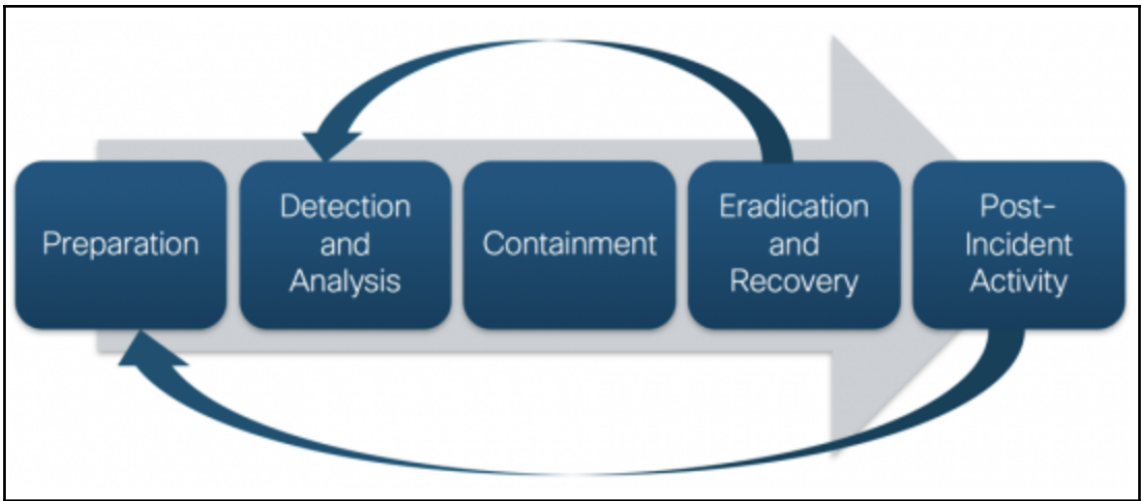 Preparation
Detection
and
Analysis
Containment
Eradication
and
Recovery
Post-
Incident
Activity